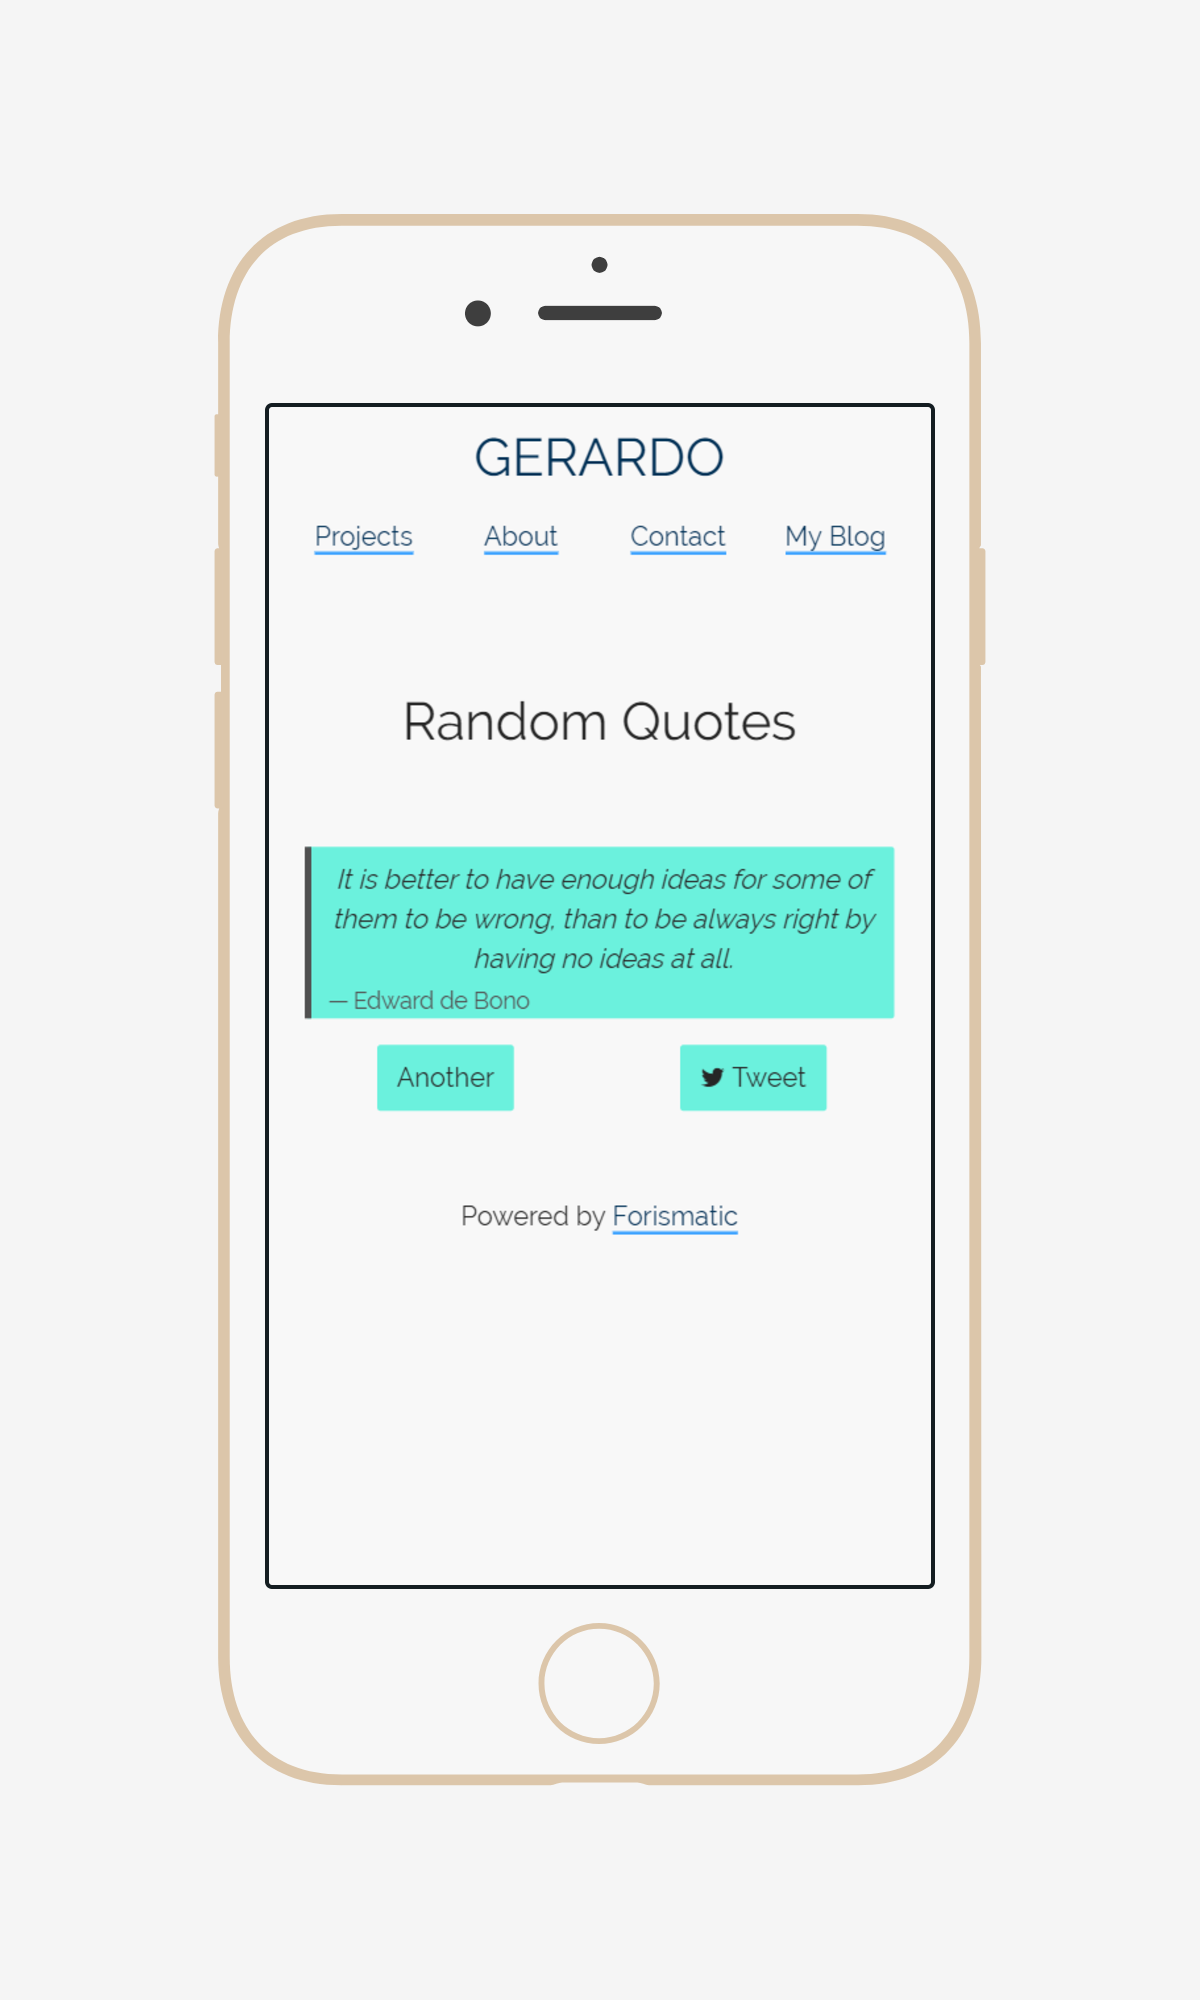 GERARDO
Projects About Contact My Blog
Random Quotes
It is better to have enough ideas for some of
them to be wrong, than to be always right by
having no ideas at all.
— Edward de Bono
Another Tweet
Powered by Forismatic